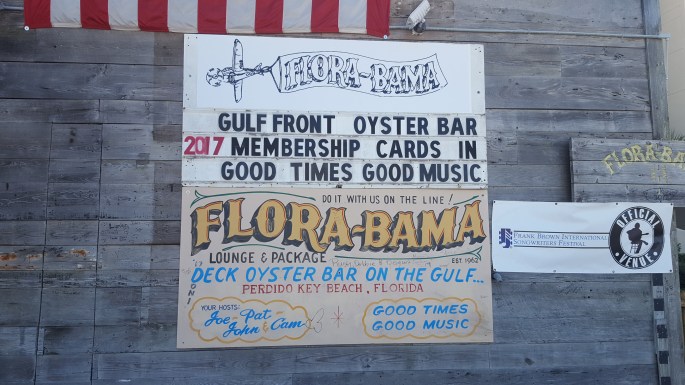 FLORA-BAMA
GULF FRONT OYSTER BAR
2017 MEMBERSHIP CARDS IN
GOOD TIMES GOOD MUSIC
DO IT WITH US ON THE LINE!
FLORA-BAMA
LOUNGE & PACKAGE
EST. 1962
DECK OYSTER BAR ON THE GULF...
PERDIDO KEY BEACH, FLORIDA
YOUR HOSTS:
Joe - Pat
John & Cam
GOOD TIMES
GOOD MUSIC
FLORA-BAMA
FRANK BROWN INTERNATIONAL
SONGWRITERS FESTIVAL
OFFICIAL
VENUE